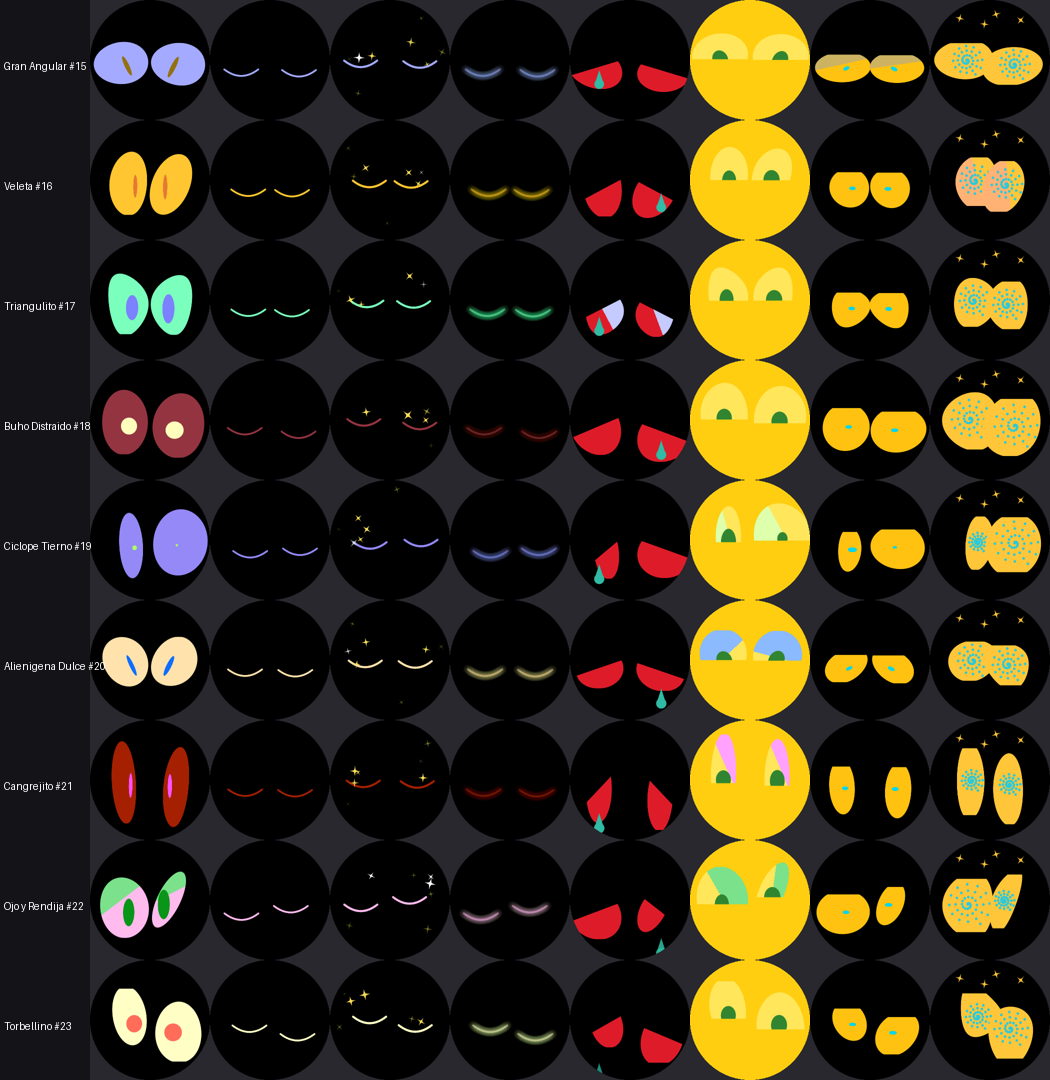 Gran Angular #15
Veleta #16
Triangulito #17
Buho Distraido #18
Ciclope Tierno #19
Alienigena Dulce #20
Cangrejito #21
Ojo y Rendija #22
Torbellino #23